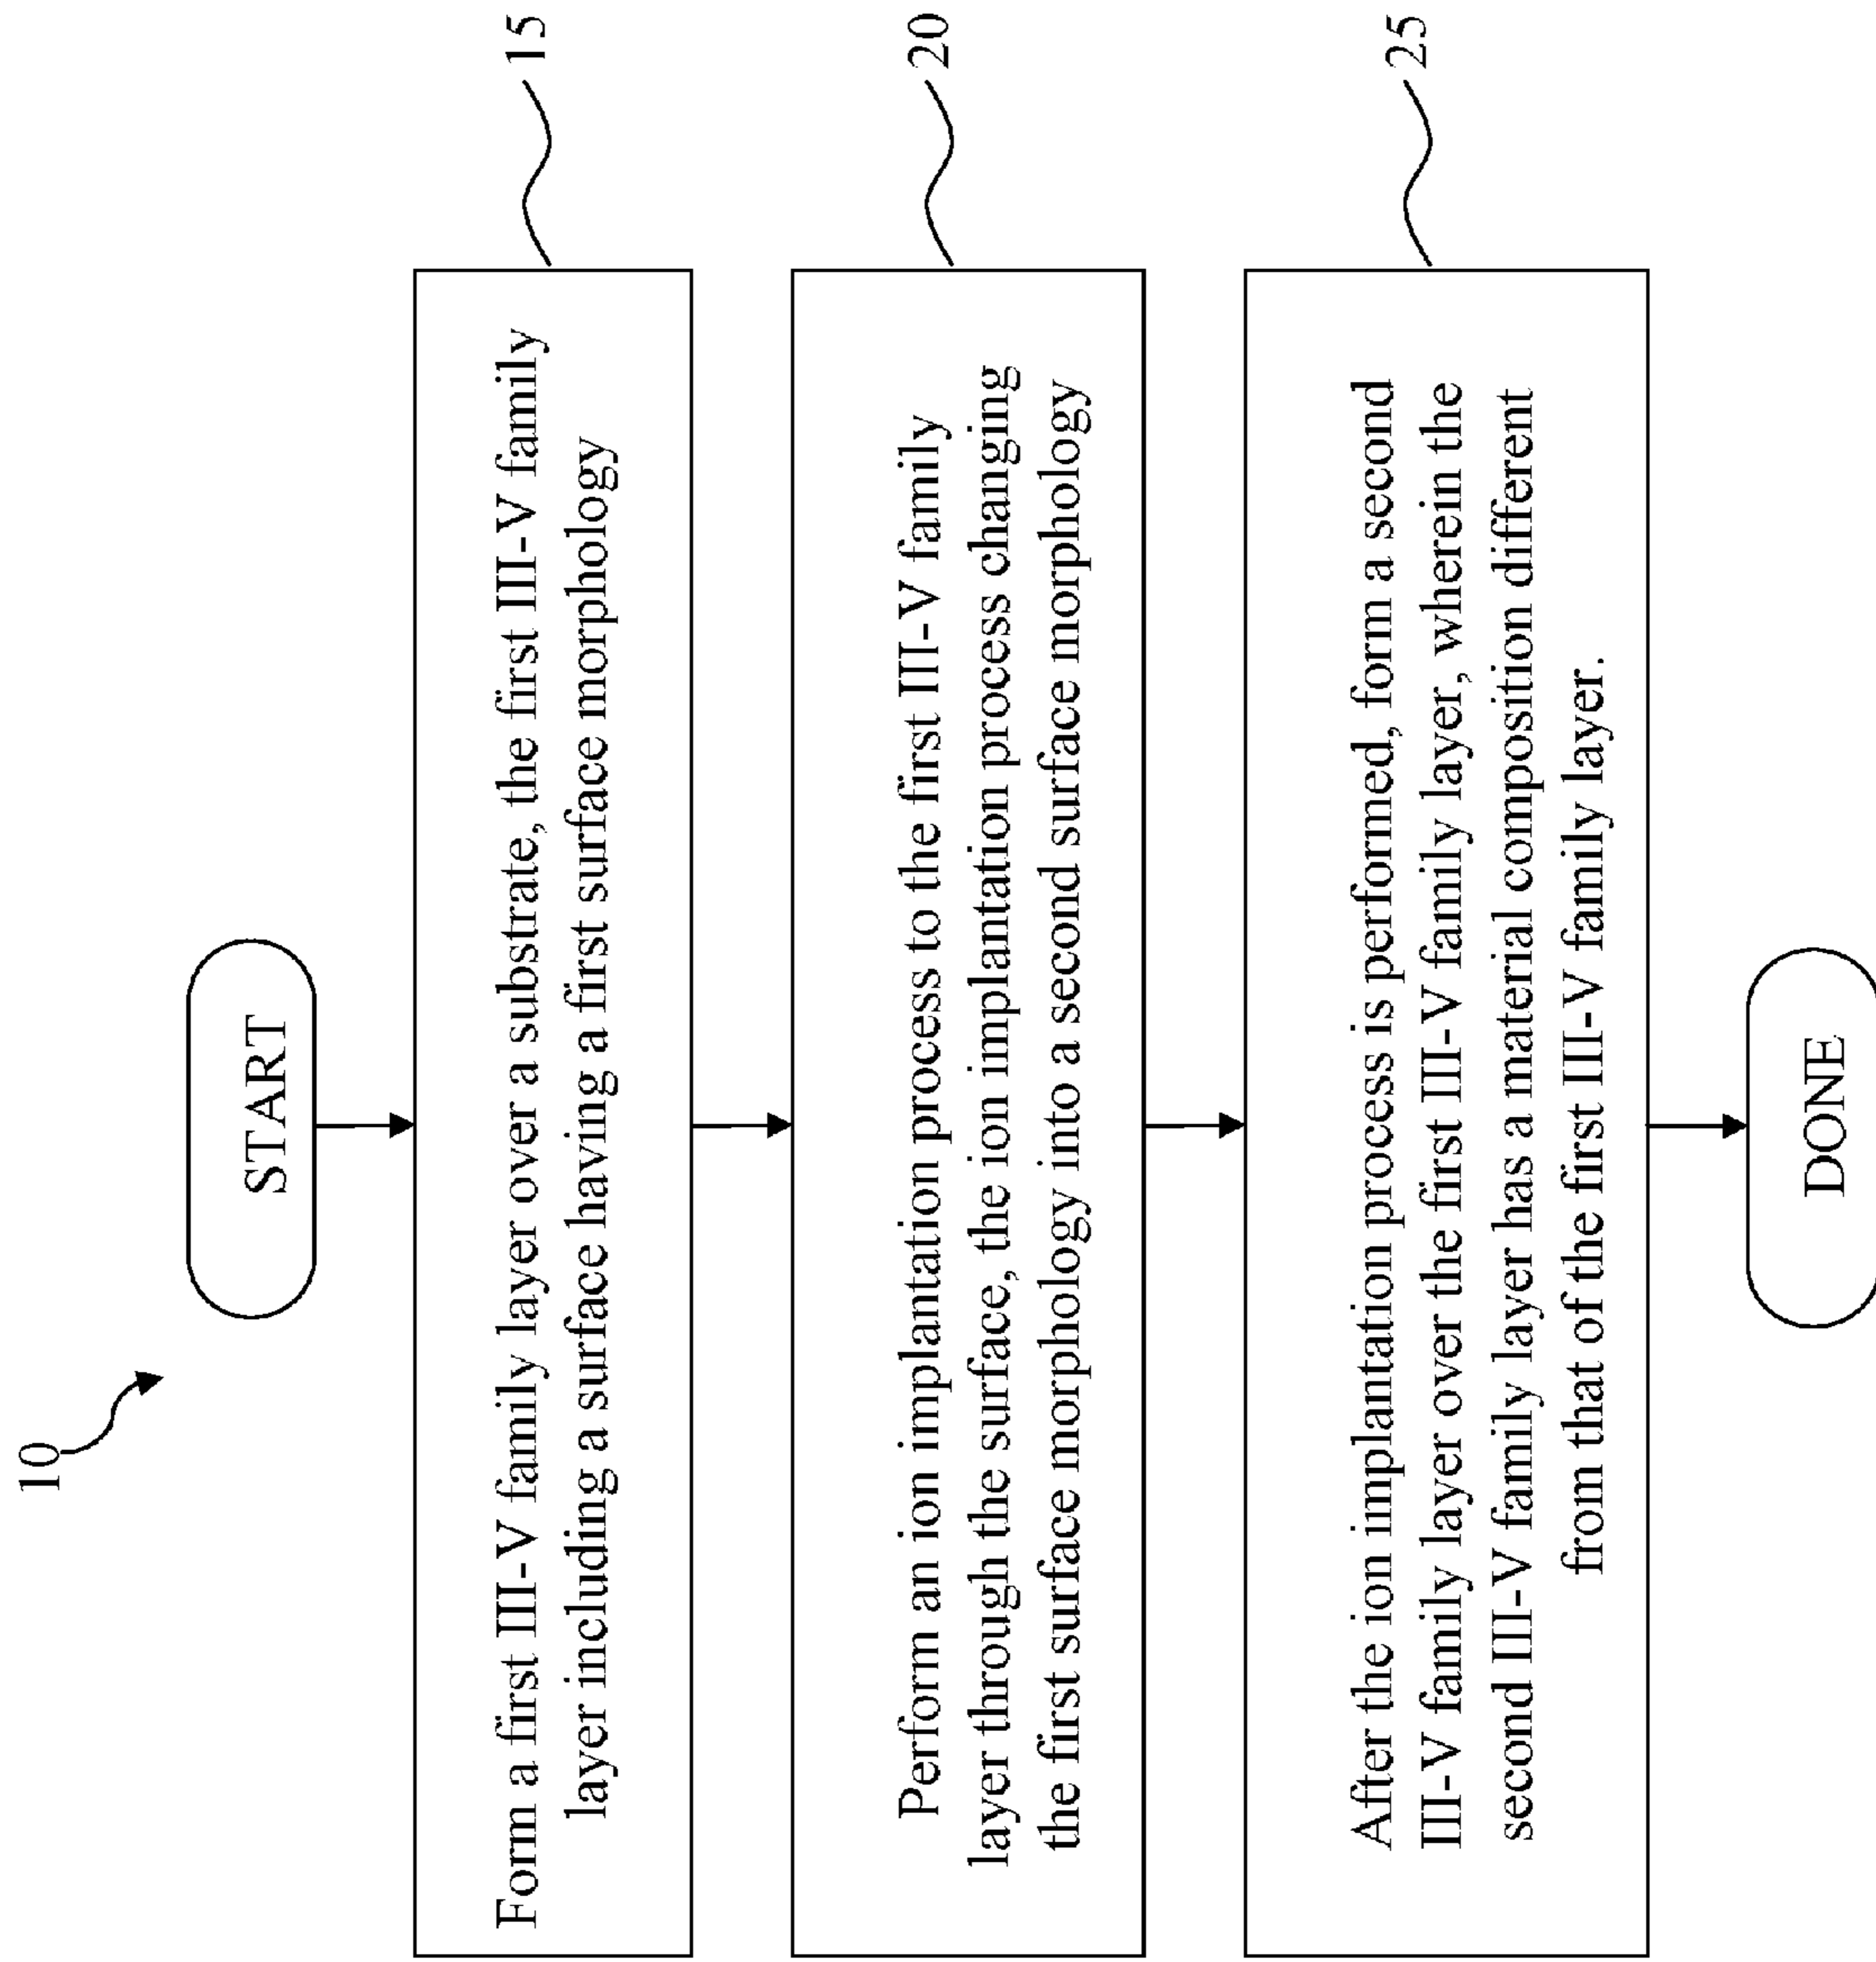 10
START
Form a first III-V family layer over a substrate, the first III-V family
layer including a surface having a first surface morphology
15
Perform an ion implantation process to the first III-V family
layer through the surface, the ion implantation process changing
the first surface morphology into a second surface morphology
20
After the ion implantation process is performed, form a second
III-V family layer over the first III-V family layer, wherein the
second III-V family layer has a material composition different
from that of the first III-V family layer.
25
DONE